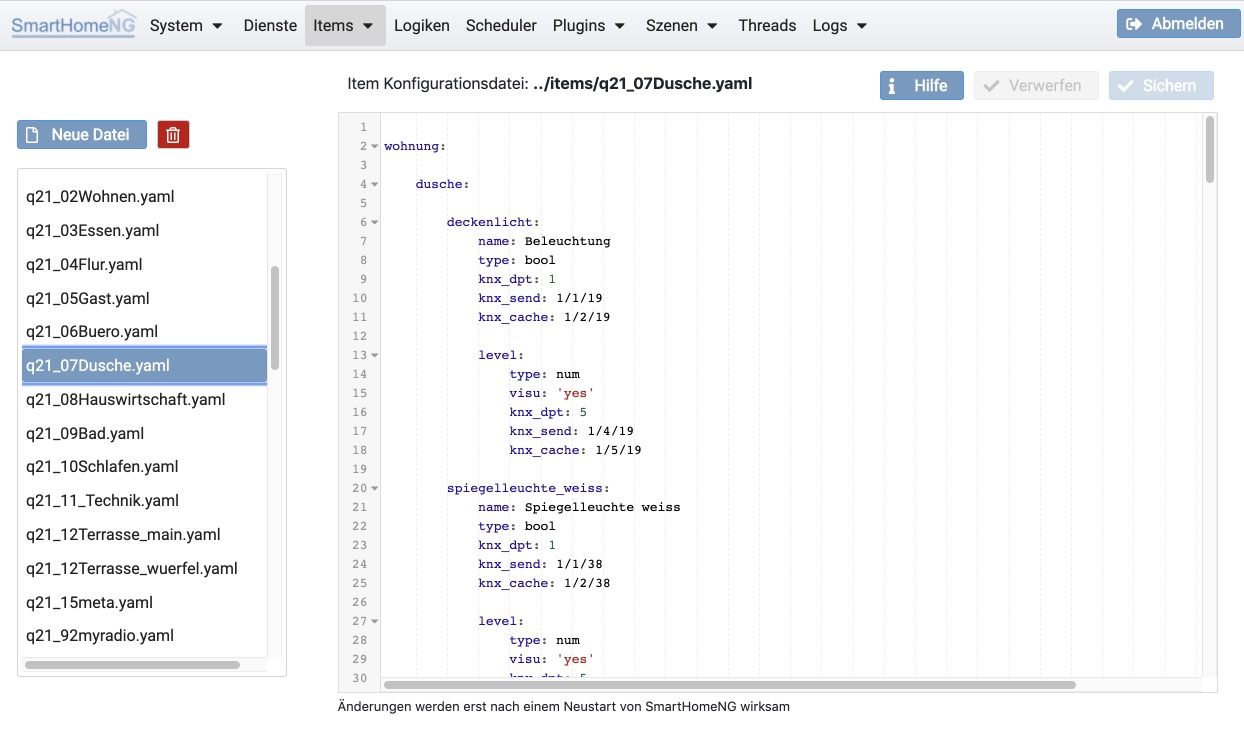 SmartHomeNG System Dienste Items Logiken Scheduler Plugins Szenen Threads Logs Abmelden
Item Konfigurationsdatei: ../items/q21_07Dusche.yaml Hilfe Verwerfen Sichern
Neue Datei
q21_02Wohnen.yaml
q21_03Essen.yaml
q21_04Flur.yaml
q21_05Gast.yaml
q21_06Buero.yaml
q21_07Dusche.yaml
q21_08Hauswirtschaft.yaml
q21_09Bad.yaml
q21_10Schlafen.yaml
q21_11_Technik.yaml
q21_12Terrasse_main.yaml
q21_12Terrasse_wuerfel.yaml
q21_15meta.yaml
q21_92myradio.yaml
1
2 wohnung:
3
4 dusche:
5
6 deckenlicht:
7 name: Beleuchtung
8 type: bool
9 knx_dpt: 1
10 knx_send: 1/1/19
11 knx_cache: 1/2/19
12
13 level:
14 type: num
15 visu: 'yes'
16 knx_dpt: 5
17 knx_send: 1/4/19
18 knx_cache: 1/5/19
19
20 spiegelleuchte_weiss:
21 name: Spiegelleuchte weiss
22 type: bool
23 knx_dpt: 1
24 knx_send: 1/1/38
25 knx_cache: 1/2/38
26
27 level:
28 type: num
29 visu: 'yes'
30 knx_dpt: 5
Änderungen werden erst nach einem Neustart von SmartHomeNG wirksam